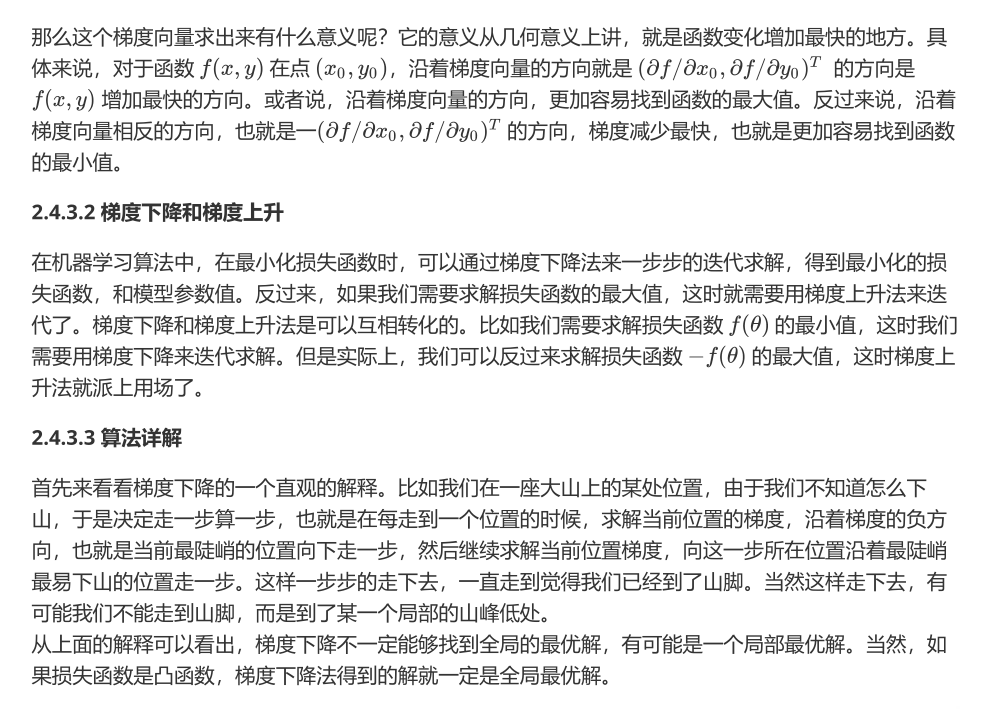 那么这个梯度向量求出来有什么意义呢？它的意义从几何意义上讲，就是函数变化增加最快的地方。具
体来说，对于函数 f(x, y) 在点 (x₀, y₀)，沿着梯度向量的方向就是 (∂f/∂x₀, ∂f/∂y₀)ᵀ 的方向是
f(x, y) 增加最快的方向。或者说，沿着梯度向量的方向，更加容易找到函数的最大值。反过来说，沿着
梯度向量相反的方向，也就是—(∂f/∂x₀, ∂f/∂y₀)ᵀ 的方向，梯度减少最快，也就是更加容易找到函数
的最小值。
2.4.3.2 梯度下降和梯度上升
在机器学习算法中，在最小化损失函数时，可以通过梯度下降法来一步步的迭代求解，得到最小化的损
失函数，和模型参数值。反过来，如果我们需要求解损失函数的最大值，这时就需要用梯度上升法来迭
代了。梯度下降和梯度上升法是可以互相转化的。比如我们需要求解损失函数 f(θ) 的最小值，这时我们
需要用梯度下降来迭代求解。但是实际上，我们可以反过来求解损失函数 −f(θ) 的最大值，这时梯度上
升法就派上用场了。
2.4.3.3 算法详解
首先来看看梯度下降的一个直观的解释。比如我们在一座大山上的某处位置，由于我们不知道怎么下
山，于是决定走一步算一步，也就是在每走到一个位置的时候，求解当前位置的梯度，沿着梯度的负方
向，也就是当前最陡峭的位置向下走一步，然后继续求解当前位置梯度，向这一步所在位置沿着最陡峭
最易下山的位置走一步。这样一步步的走下去，一直走到觉得我们已经到了山脚。当然这样走下去，有
可能我们不能走到山脚，而是到了某一个局部的山峰低处。
从上面的解释可以看出，梯度下降不一定能够找到全局的最优解，有可能是一个局部最优解。当然，如
果损失函数是凸函数，梯度下降法得到的解就一定是全局最优解。